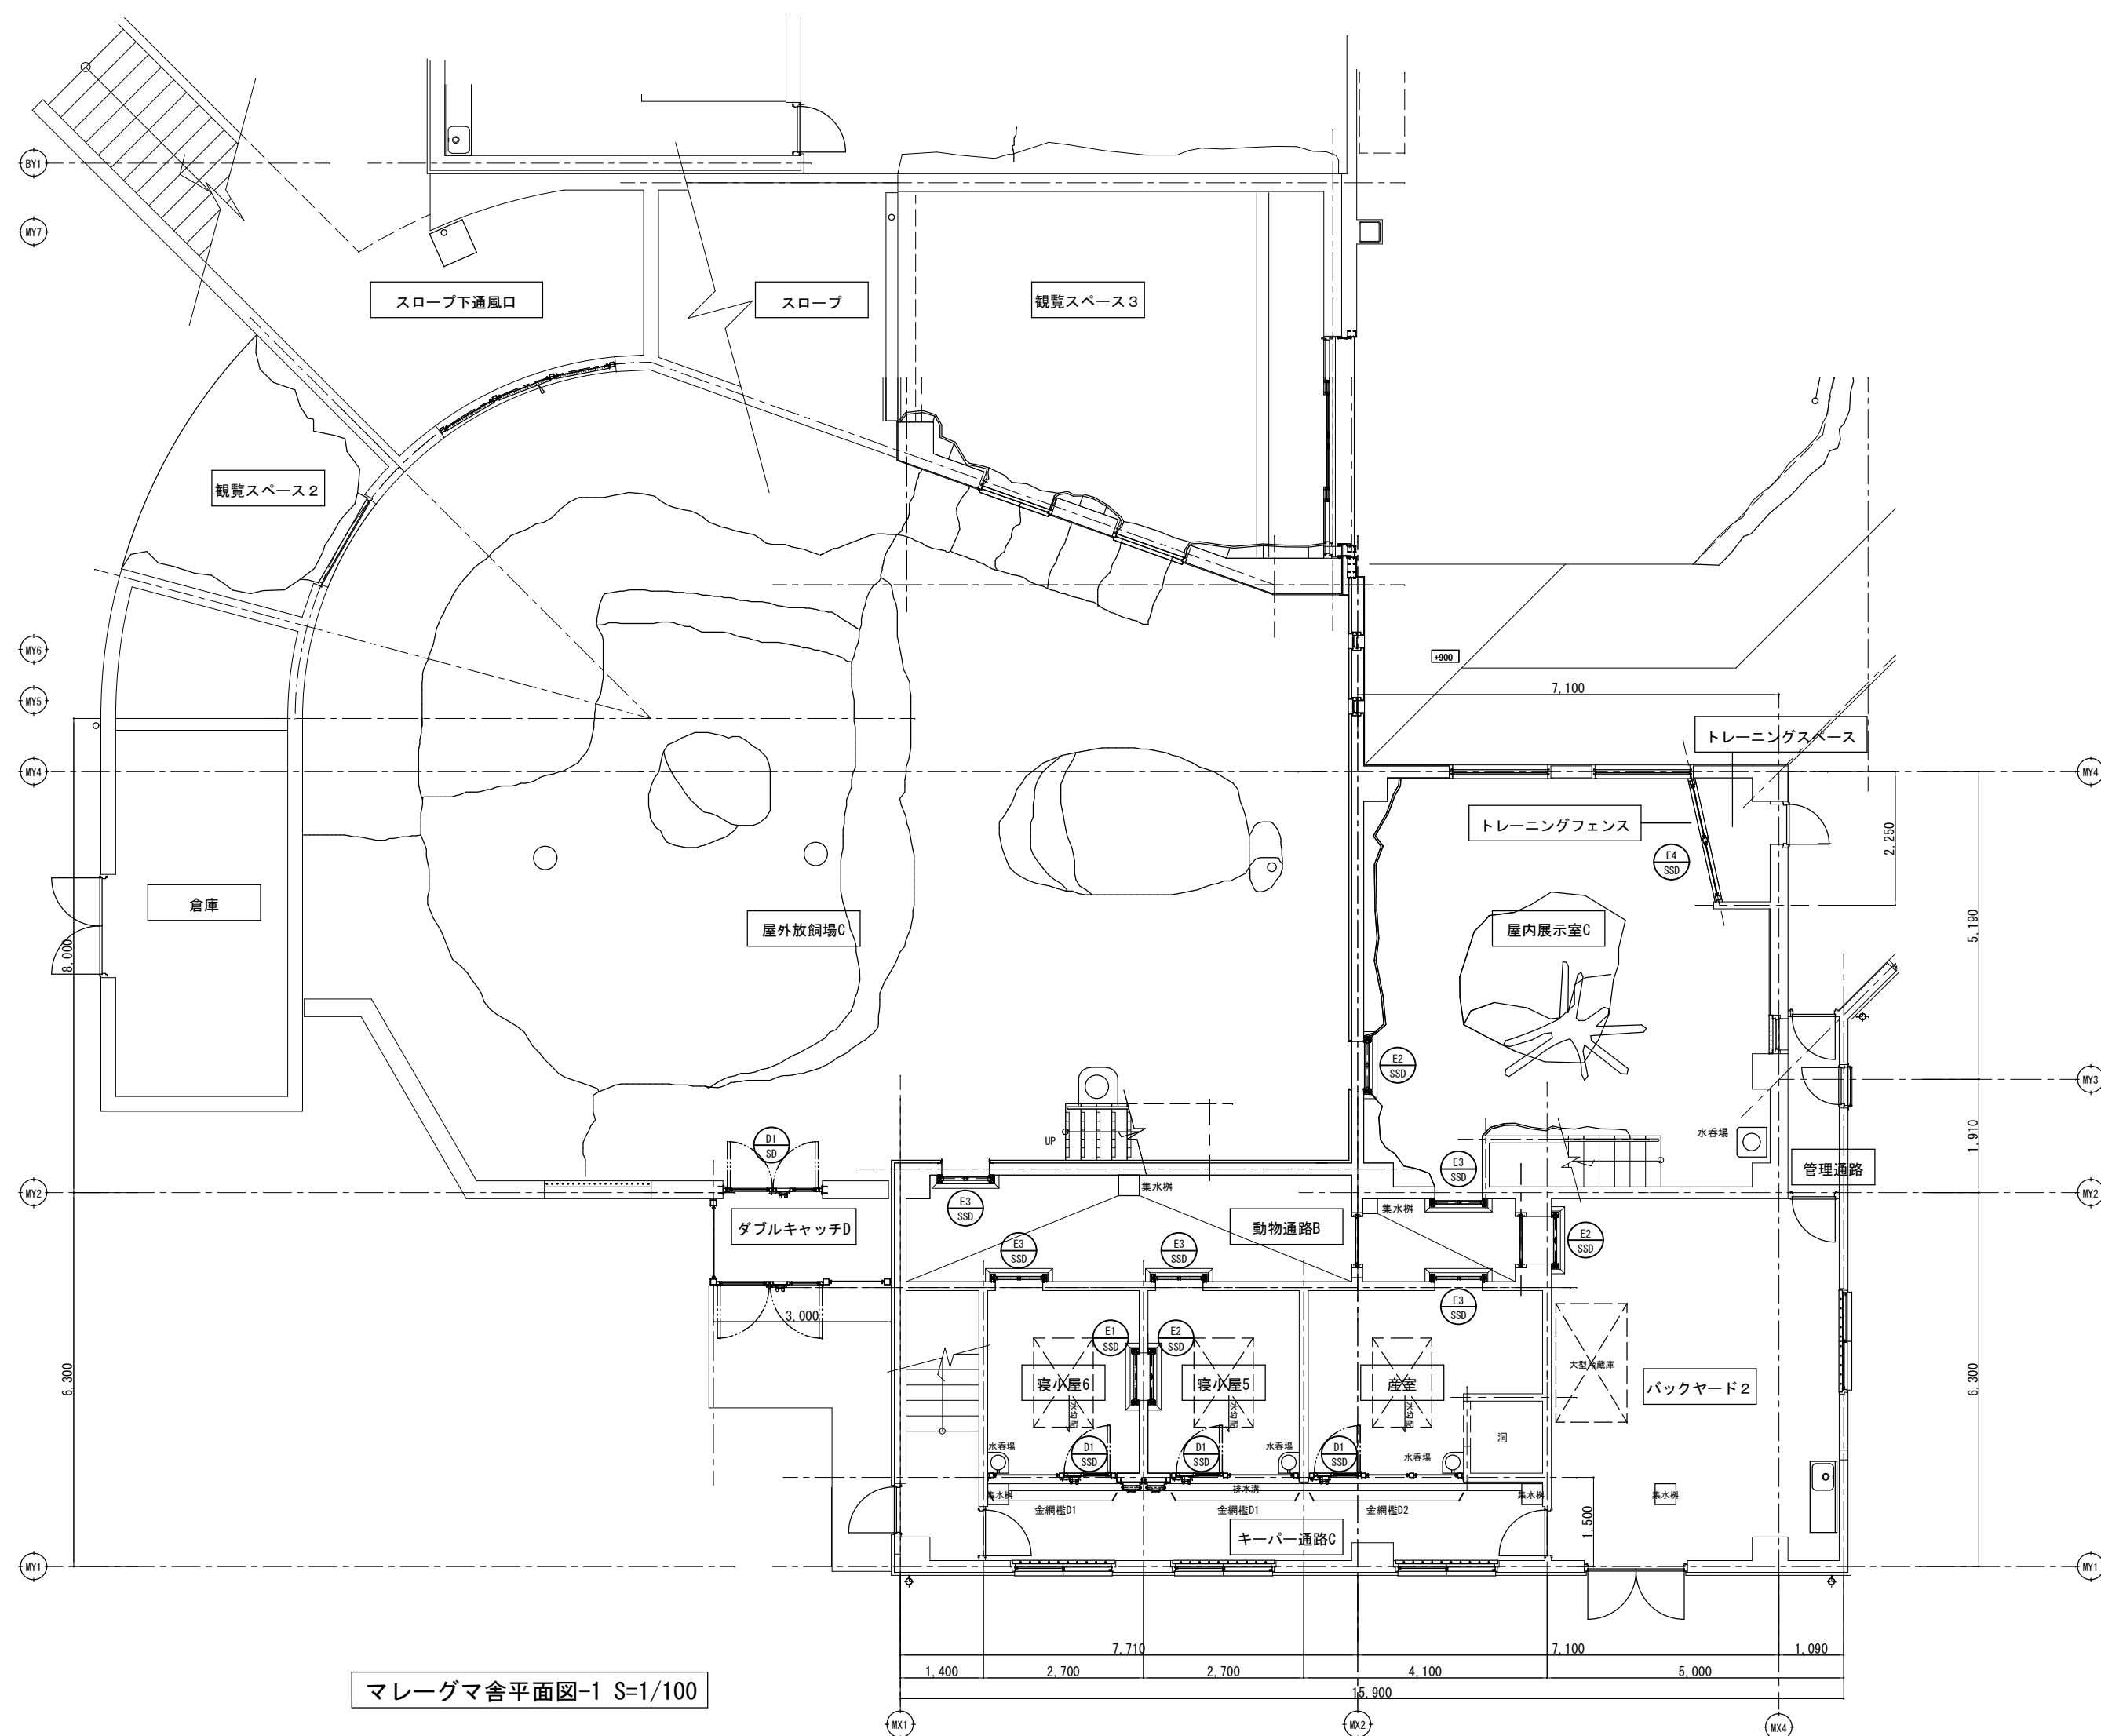 BY1
MY7
スロープ下通風口
スロープ
観覧スペース3
観覧スペース2
MY6
+900
7,100
MY5
トレーニングスペース
MY4
MY4
トレーニングフェンス
2,250
E4
SSD
倉庫
屋外放飼場C
屋内展示室C
8,000
5,190
E2
SSD
MY3
UP
D1
SD
水呑場
1,910
管理通路
E3
SSD
MY2
MY2
集水桝
E3
SSD
集水桝
ダブルキャッチD
動物通路B
E2
SSD
E3
SSD
E3
SSD
E3
SSD
3,000
E1
SSD
E2
SSD
6,300
6,300
大型冷蔵庫
寝小屋6
寝小屋5
産室
バックヤード2
水勾配
水勾配
水勾配
洞
水呑場
D1
SSD
D1
SSD
水呑場
D1
SSD
水呑場
集水桝
排水溝
集水桝
集水桝
金網檻D1
金網檻D1
金網檻D2
1,500
キーパー通路C
MY1
MY1
7,710
7,100
1,090
1,400
2,700
2,700
4,100
5,000
15,900
マレーグマ舎平面図-1 S=1/100
MX1
MX2
MX4